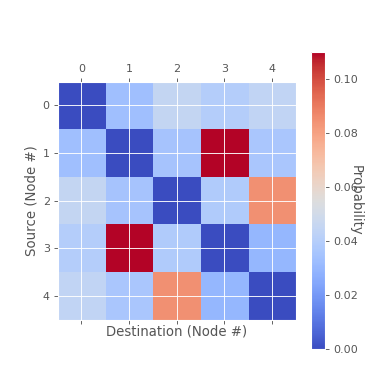 0 1 2 3 4
0
1
2
3
4
Source (Node #)
Destination (Node #)
0.10
0.08
0.06
0.04
0.02
0.00
Probability